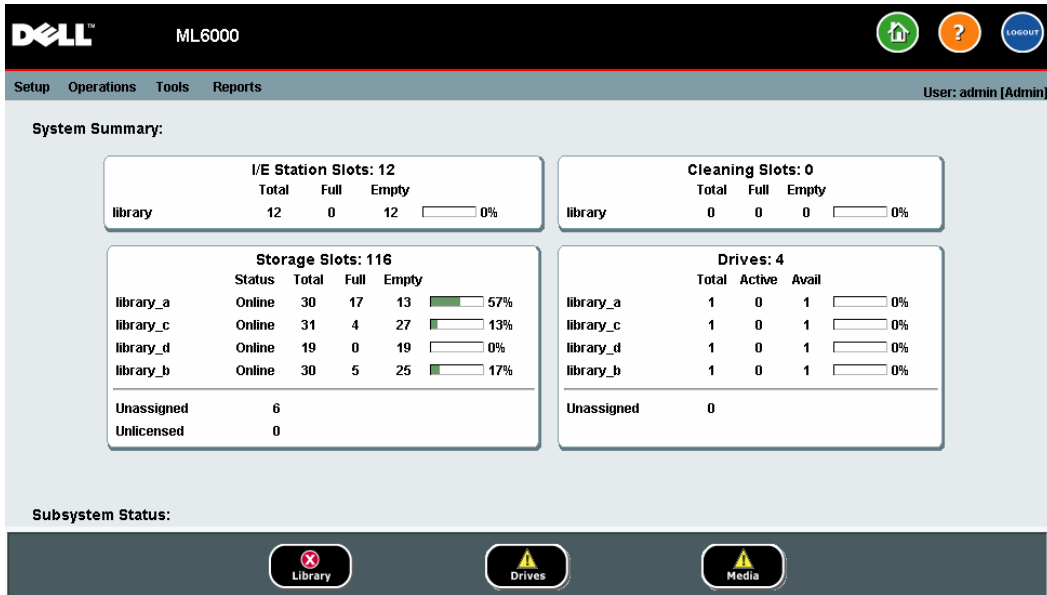 DELL™ ML6000 ? LOGOUT
Setup Operations Tools Reports User: admin [Admin]
System Summary:
I/E Station Slots: 12
Total Full Empty
library 12 0 12 0%
Cleaning Slots: 0
Total Full Empty
library 0 0 0 0%
Storage Slots: 116
Status Total Full Empty
library_a Online 30 17 13 57%
library_c Online 31 4 27 13%
library_d Online 19 0 19 0%
library_b Online 30 5 25 17%
Unassigned 6
Unlicensed 0
Drives: 4
Total Active Avail
library_a 1 0 1 0%
library_c 1 0 1 0%
library_d 1 0 1 0%
library_b 1 0 1 0%
Unassigned 0
Subsystem Status:
Library Drives Media